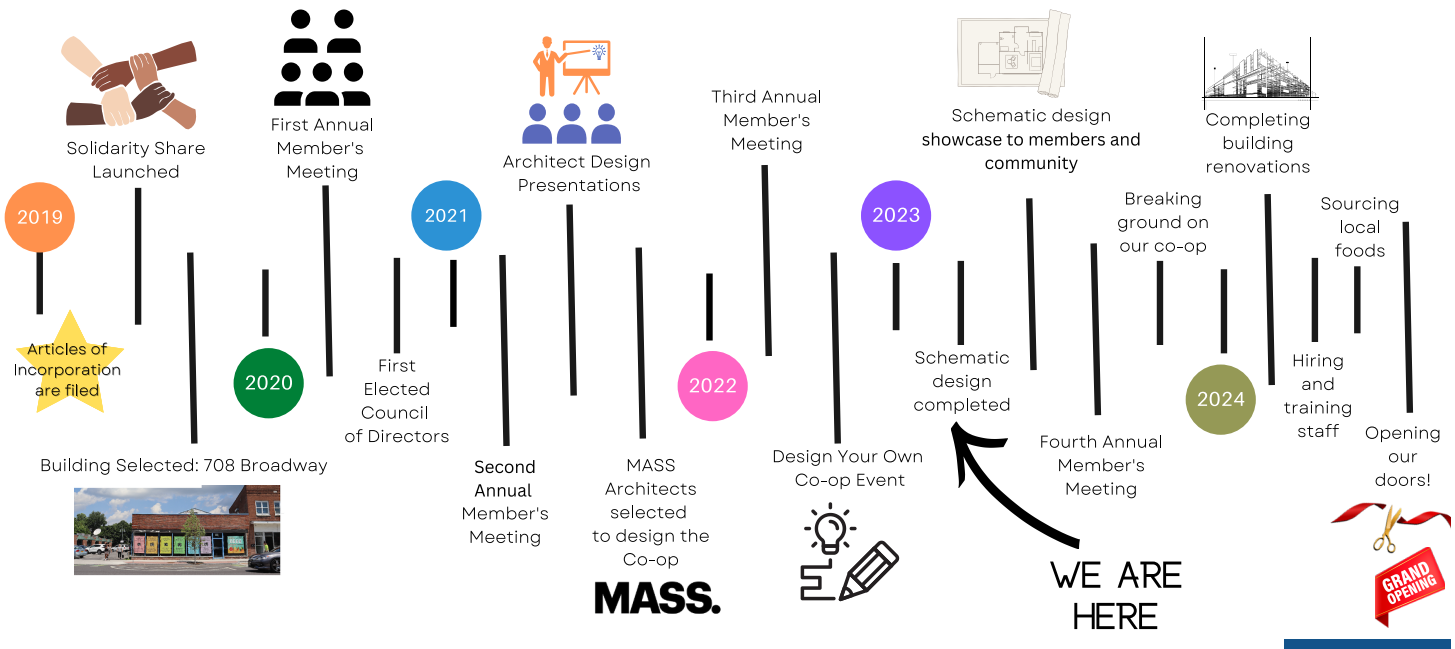 2019
Articles of
Incorporation
are filed
Solidarity Share
Launched
Building Selected: 708 Broadway
2020
First Annual
Member's
Meeting
First
Elected
Council
of Directors
2021
Second
Annual
Member's
Meeting
Architect Design
Presentations
MASS
Architects
selected
to design the
Co-op
MASS.
2022
Third Annual
Member's
Meeting
Design Your Own
Co-op Event
2023
Schematic
design
completed
WE ARE
HERE
Schematic design
showcase to members and
community
Fourth Annual
Member's
Meeting
Breaking
ground on
our co-op
2024
Completing
building
renovations
Hiring
and
training
staff
Sourcing
local
foods
Opening
our
doors!
GRAND
OPENING